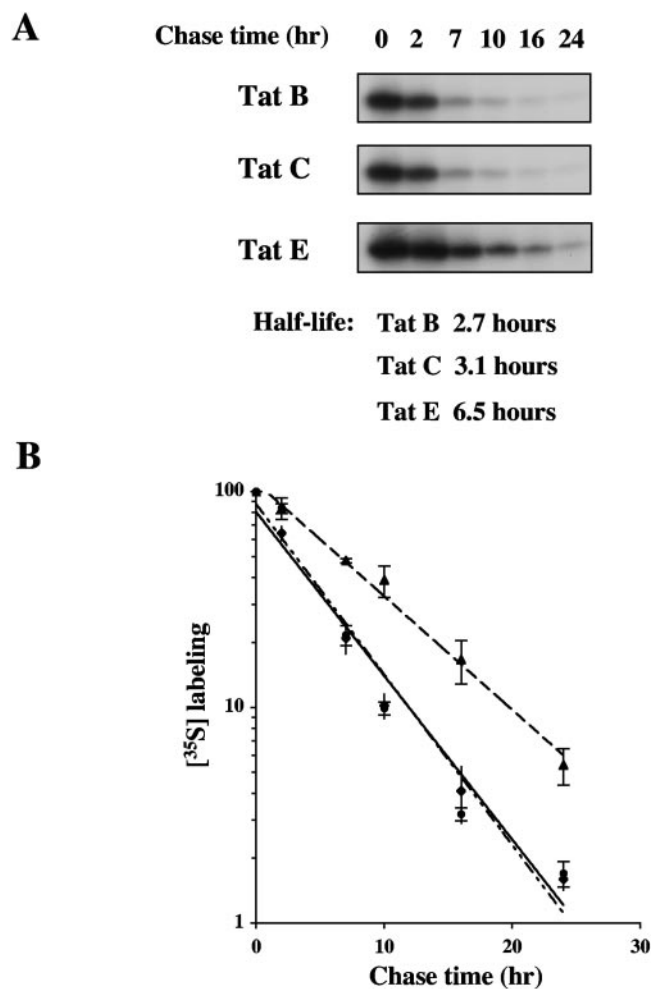 A
Chase time (hr) 0 2 7 10 16 24
Tat B
Tat C
Tat E
Half-life: Tat B 2.7 hours
Tat C 3.1 hours
Tat E 6.5 hours
B
100
10
1
[³⁵S] labeling
0 10 20 30
Chase time (hr)